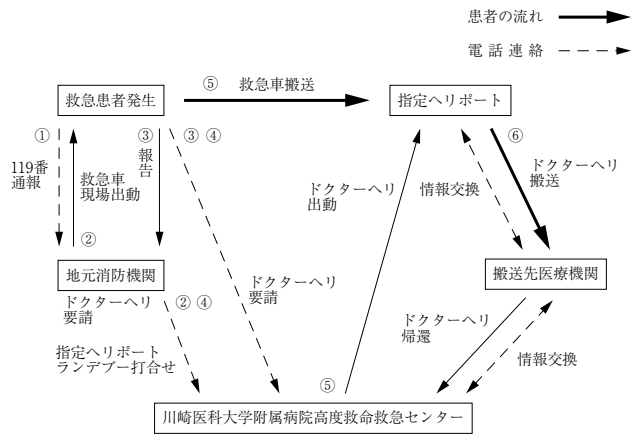 患者の流れ
電話連絡
⑤ 救急車搬送
救急患者発生
指定ヘリポート
①
③
③ ④
⑥
119番
通報
救急車
現場出動
報告
②
ドクターヘリ
出動
情報交換
ドクターヘリ
搬送
地元消防機関
搬送先医療機関
ドクターヘリ
要請
② ④
ドクターヘリ
要請
ドクターヘリ
帰還
指定ヘリポート
ランデブー打合せ
情報交換
⑤
川崎医科大学附属病院高度救命救急センター